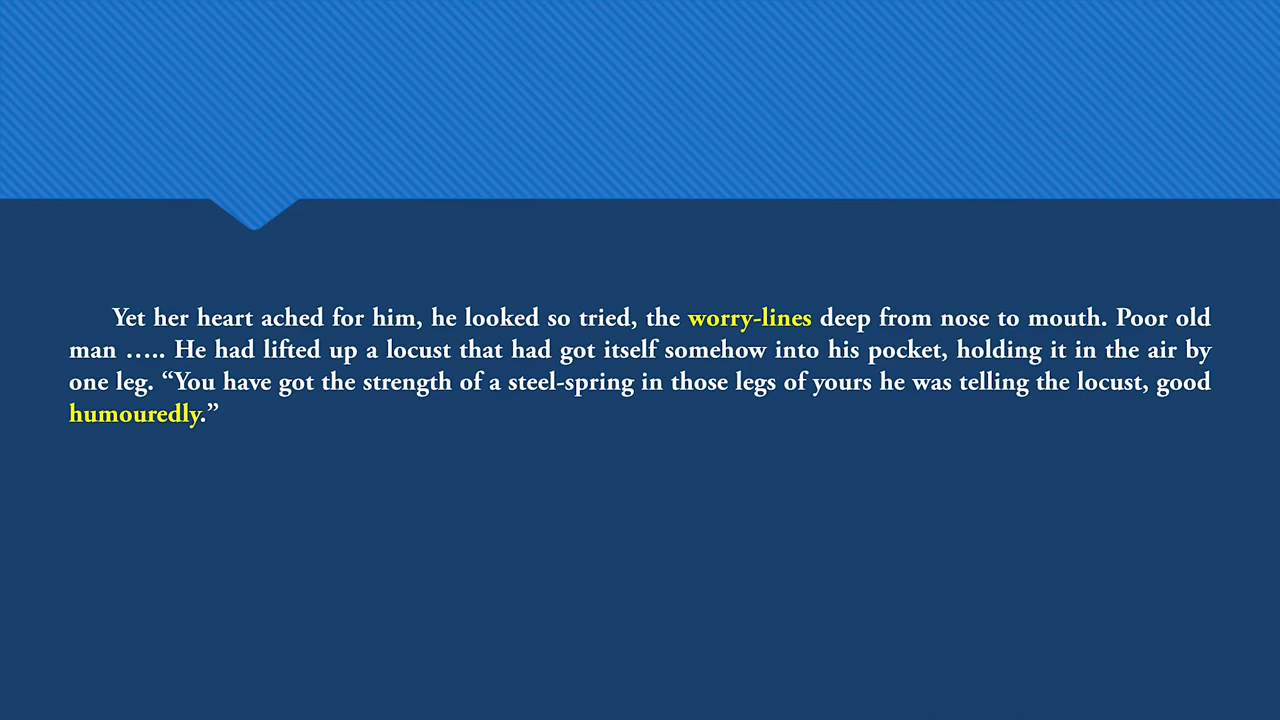 Yet her heart ached for him, he looked so tried, the worry-lines deep from nose to mouth. Poor old
man ….. He had lifted up a locust that had got itself somehow into his pocket, holding it in the air by
one leg. “You have got the strength of a steel-spring in those legs of yours he was telling the locust, good
humouredly.”